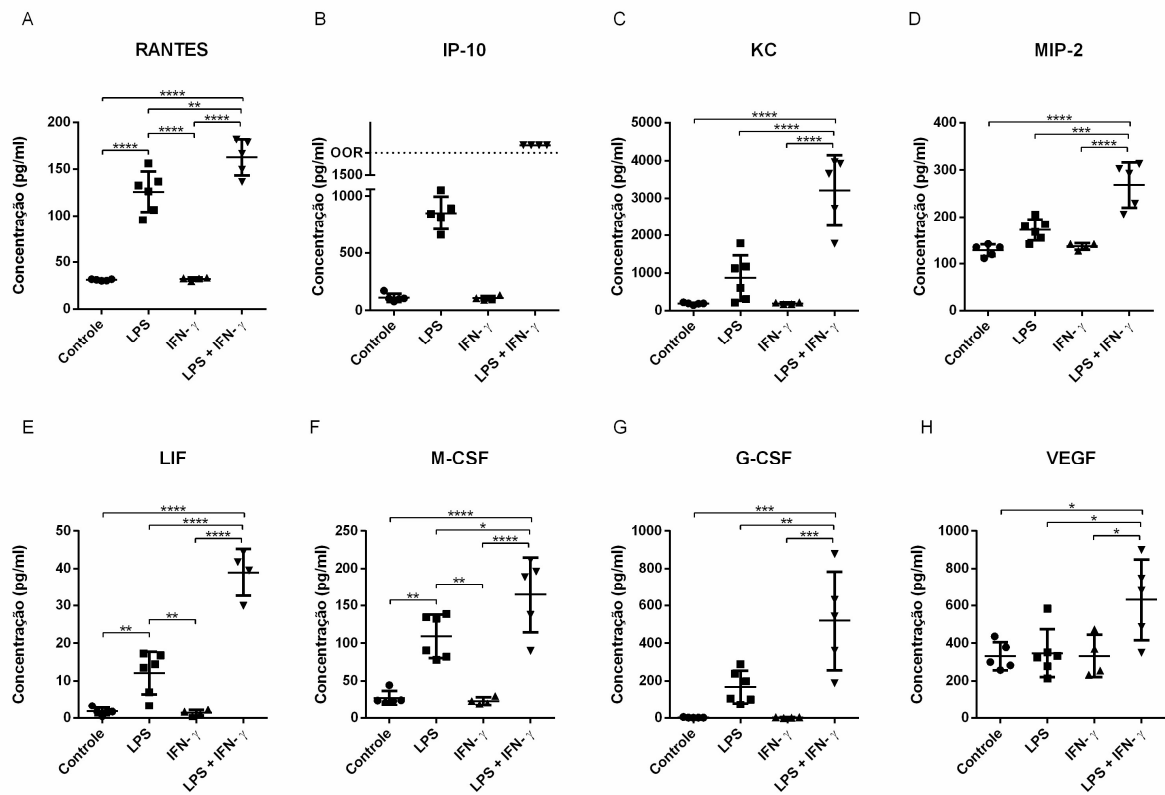 A
RANTES
Concentração (pg/ml)
200
150
100
50
0
****
**
****
****
****
Controle
LPS
IFN- γ
LPS + IFN- γ
B
IP-10
Concentração (pg/ml)
OOR
1500
1000
500
0
Controle
LPS
IFN- γ
LPS + IFN- γ
C
KC
Concentração (pg/ml)
5000
4000
3000
2000
1000
0
****
****
****
Controle
LPS
IFN- γ
LPS + IFN- γ
D
MIP-2
Concentração (pg/ml)
400
300
200
100
0
****
***
****
Controle
LPS
IFN- γ
LPS + IFN- γ
E
LIF
Concentração (pg/ml)
50
40
30
20
10
0
****
****
****
**
**
Controle
LPS
IFN- γ
LPS + IFN- γ
F
M-CSF
Concentração (pg/ml)
250
200
150
100
50
0
****
*
****
**
**
Controle
LPS
IFN- γ
LPS + IFN- γ
G
G-CSF
Concentração (pg/ml)
1000
800
600
400
200
0
***
**
***
Controle
LPS
IFN- γ
LPS + IFN- γ
H
VEGF
Concentração (pg/ml)
1000
800
600
400
200
0
*
*
*
Controle
LPS
IFN- γ
LPS + IFN- γ